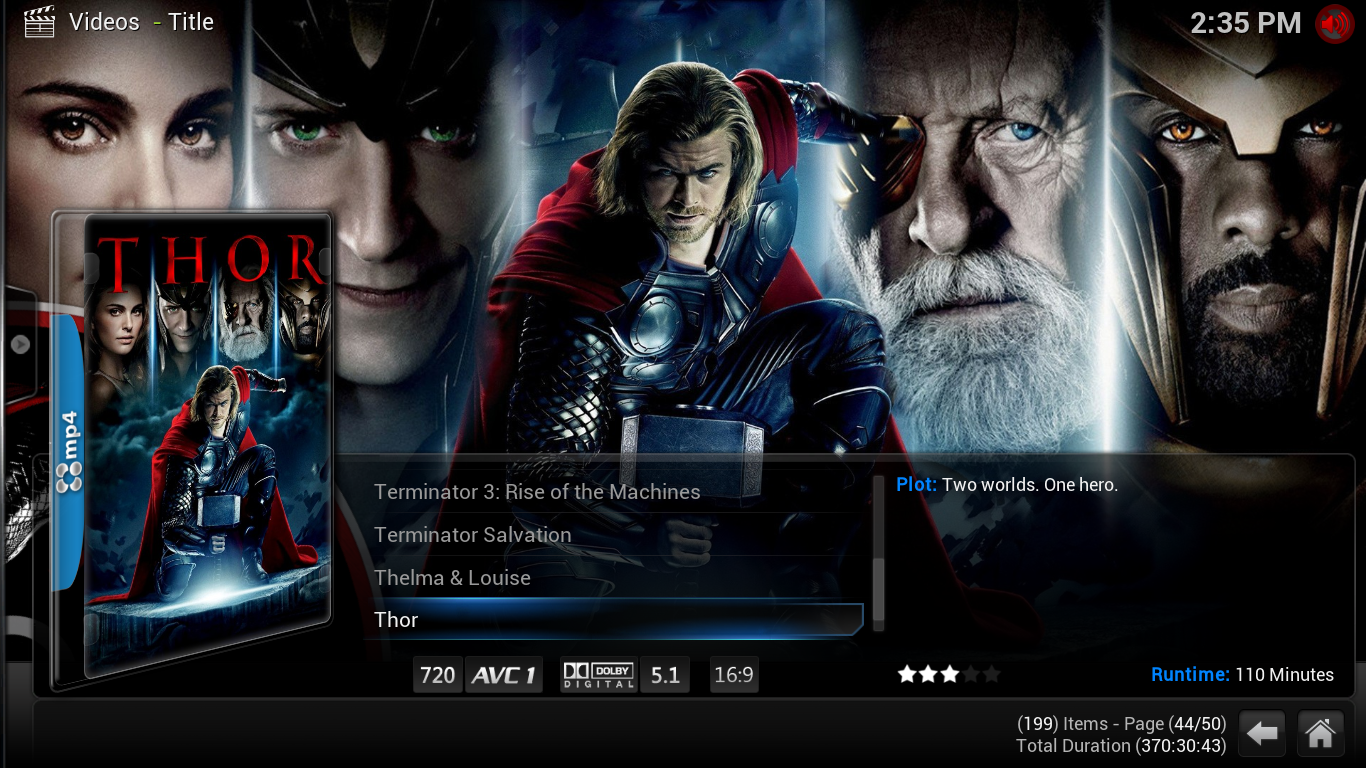 Videos - Title
2:35 PM
THOR
mp4
Terminator 3: Rise of the Machines
Terminator Salvation
Thelma & Louise
Thor
Plot: Two worlds. One hero.
720 AVC 1 DOLBY DIGITAL 5.1 16:9
Runtime: 110 Minutes
(199) Items - Page (44/50)
Total Duration (370:30:43)